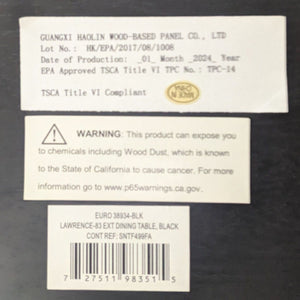 GUANGXI HAOLIN WOOD-BASED PANEL CO., LTD
Lot No.: HK/EPA/2017/08/1008
Date of Production: _01_ Month _2024_ Year
EPA Approved TSCA Title VI TPC No.: TPC-14
TSCA Title VI Compliant
WARNING: This product can expose you
to chemicals including Wood Dust, which is known
to the State of California to cause cancer. For more
information go to www.p65warnings.ca.gov.
EURO 38934-BLK
LAWRENCE-83 EXT DINING TABLE, BLACK
CONT REF: SNTF499FA
7 27511 98351 5